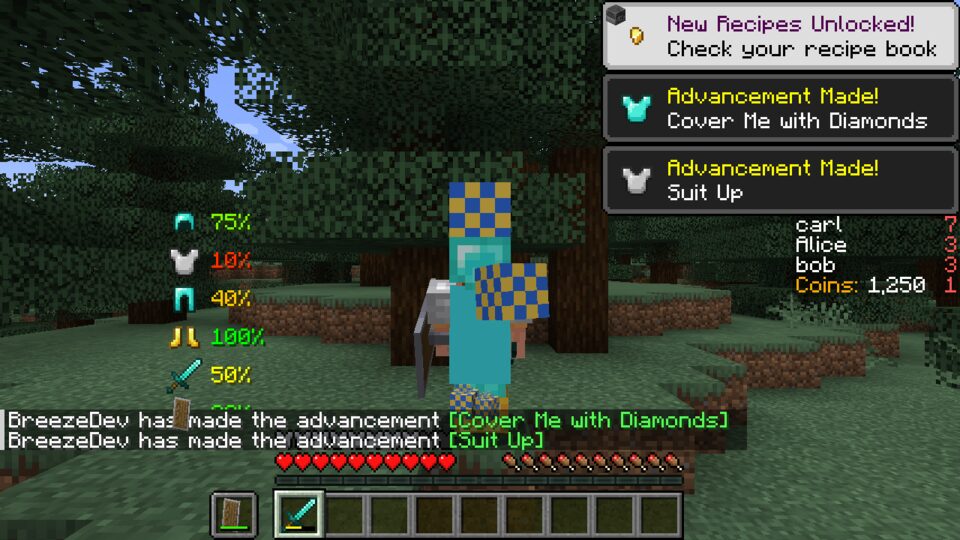 New Recipes Unlocked!
Check your recipe book
Advancement Made!
Cover Me with Diamonds
Advancement Made!
Suit Up
carl 7
Alice 3
bob 3
Coins: 1,250 1
75%
10%
40%
100%
50%
BreezeDev has made the advancement [Cover Me with Diamonds]
BreezeDev has made the advancement [Suit Up]